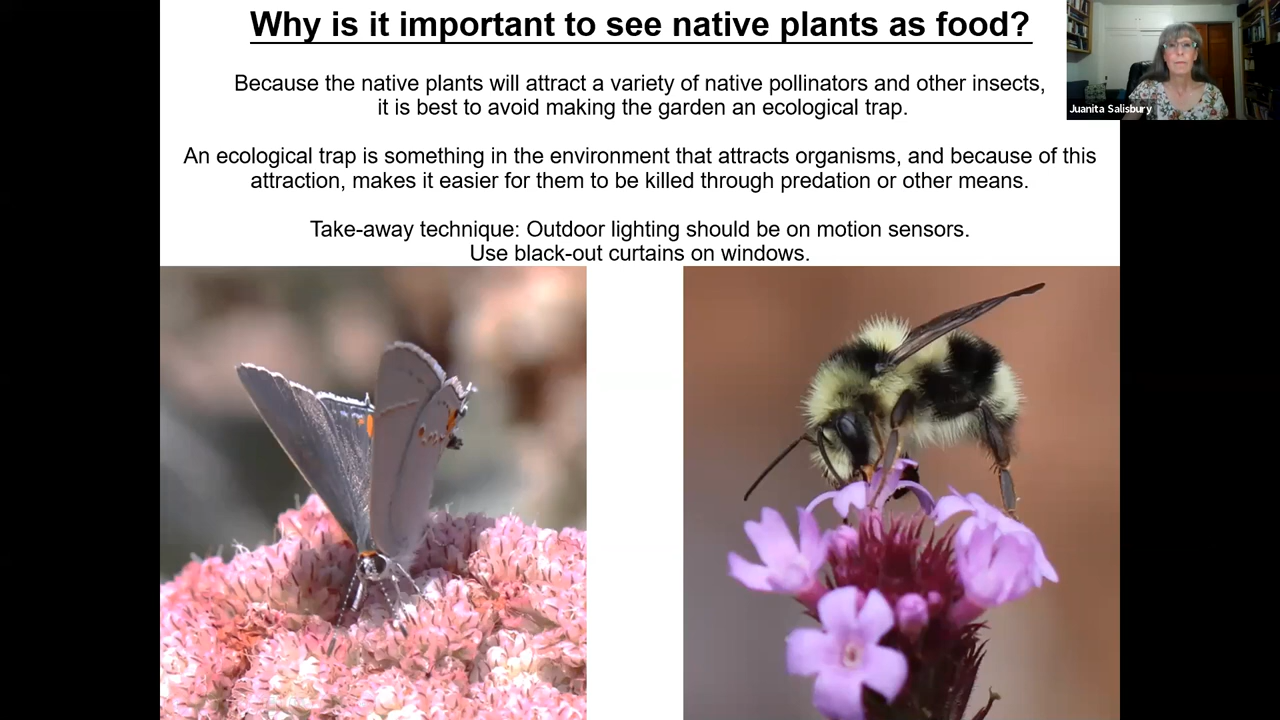 Why is it important to see native plants as food?
Because the native plants will attract a variety of native pollinators and other insects,
it is best to avoid making the garden an ecological trap.
An ecological trap is something in the environment that attracts organisms, and because of this
attraction, makes it easier for them to be killed through predation or other means.
Take-away technique: Outdoor lighting should be on motion sensors.
Use black-out curtains on windows.
Juanita Salisbury